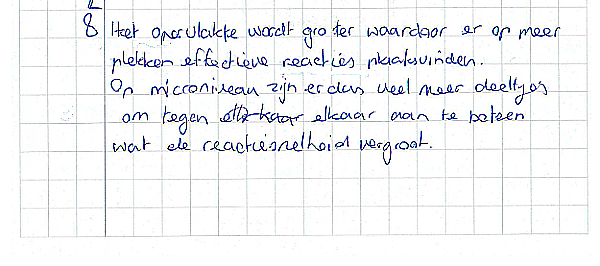 8 Het oppervlakte wordt groter waardoor er op meer
plekken effectieve reacties plaatsvinden.
Op microniveau zijn er dus veel meer deeltjes
om tegen elkaar aan te botsen
wat de reactiesnelheid vergroot.